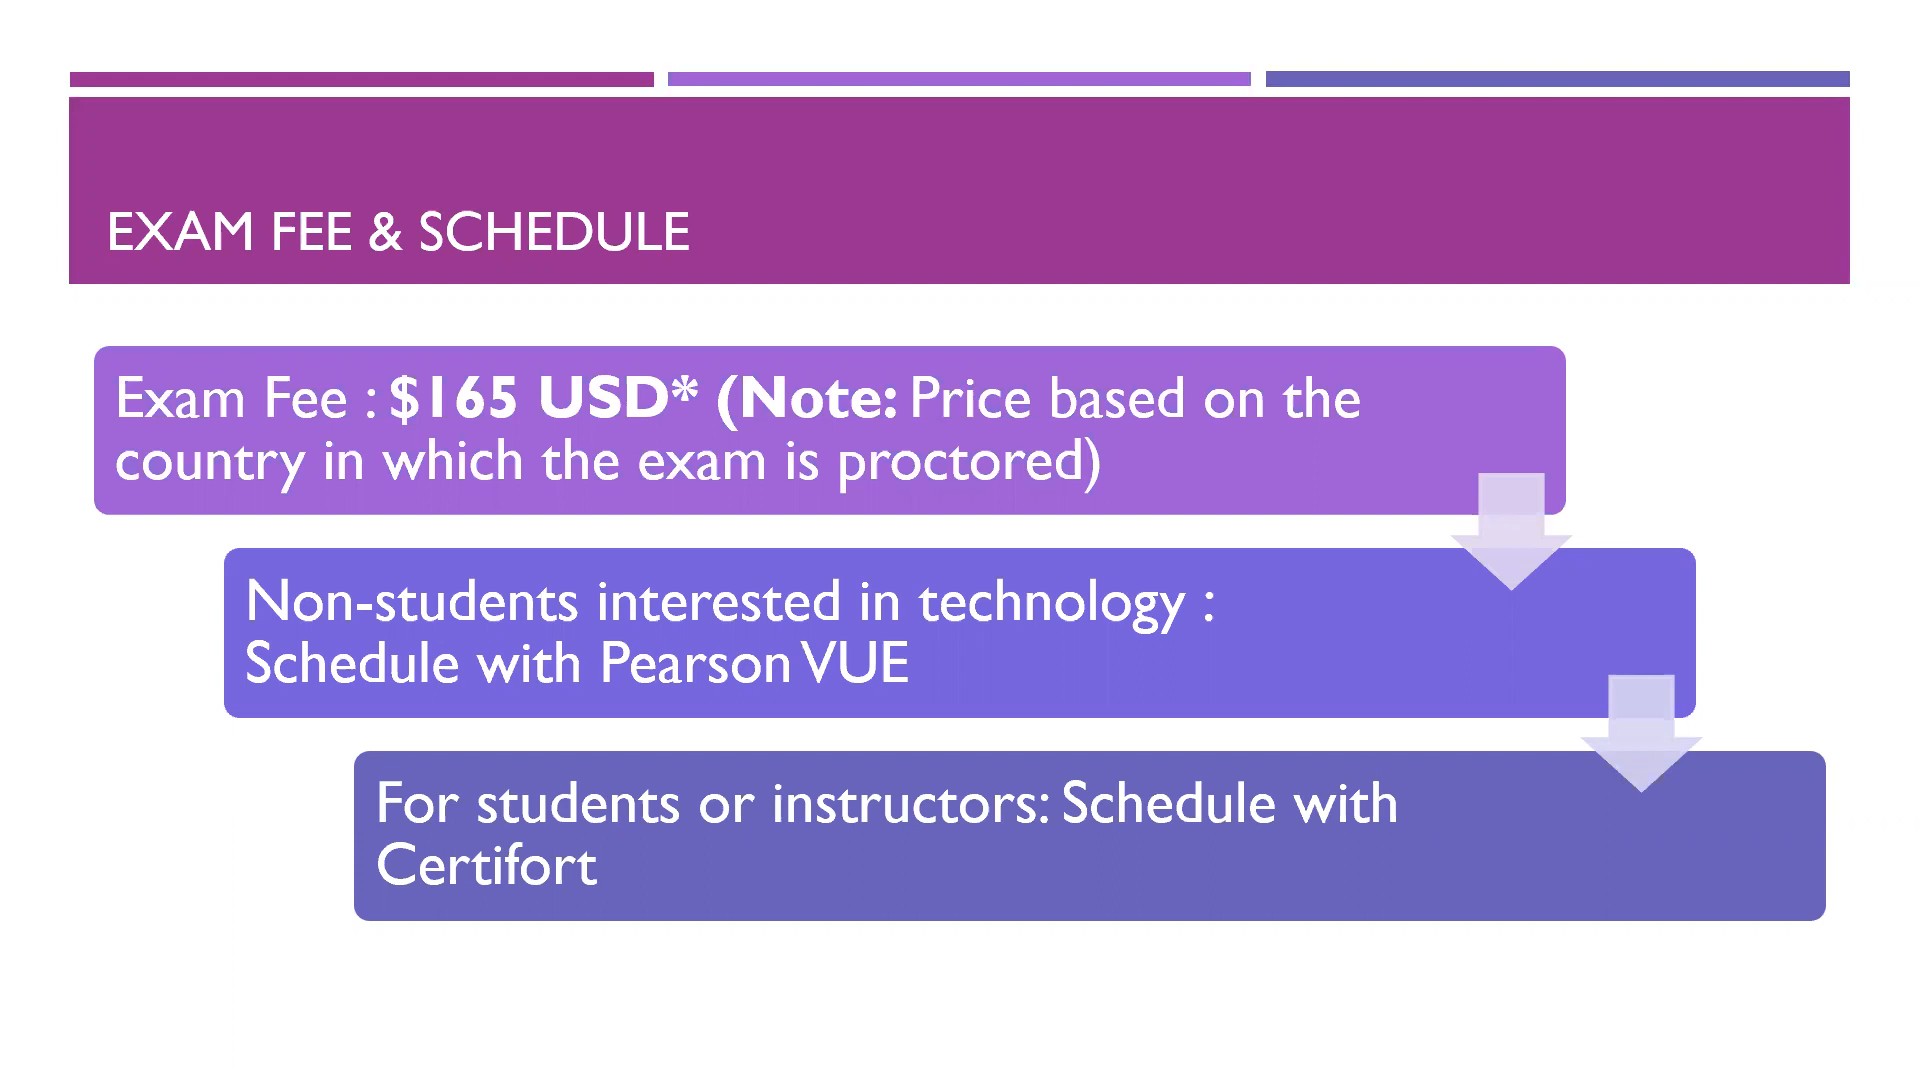 EXAM FEE & SCHEDULE
Exam Fee : $165 USD* (Note: Price based on the
country in which the exam is proctored)
Non-students interested in technology :
Schedule with Pearson VUE
For students or instructors: Schedule with
Certifort